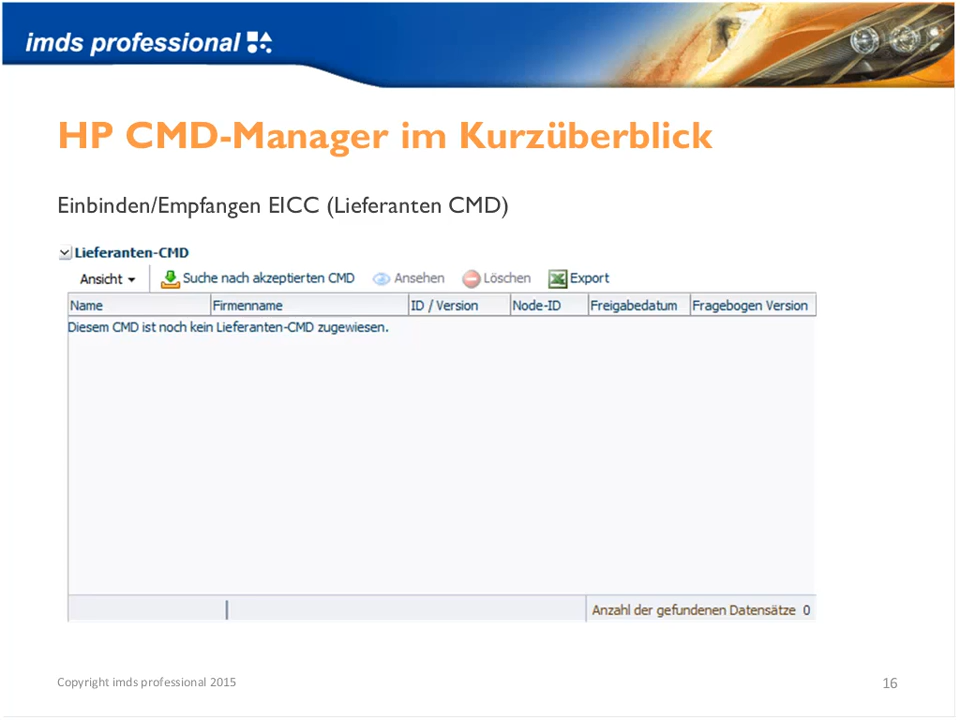 imds professional
HP CMD-Manager im Kurzüberblick
Einbinden/Empfangen EICC (Lieferanten CMD)
Lieferanten-CMD
Ansicht Suche nach akzeptierten CMD Ansehen Löschen Export
Name Firmenname ID / Version Node-ID Freigabedatum Fragebogen Version
Diesem CMD ist noch kein Lieferanten-CMD zugewiesen.
Anzahl der gefundenen Datensätze 0
Copyright imds professional 2015
16